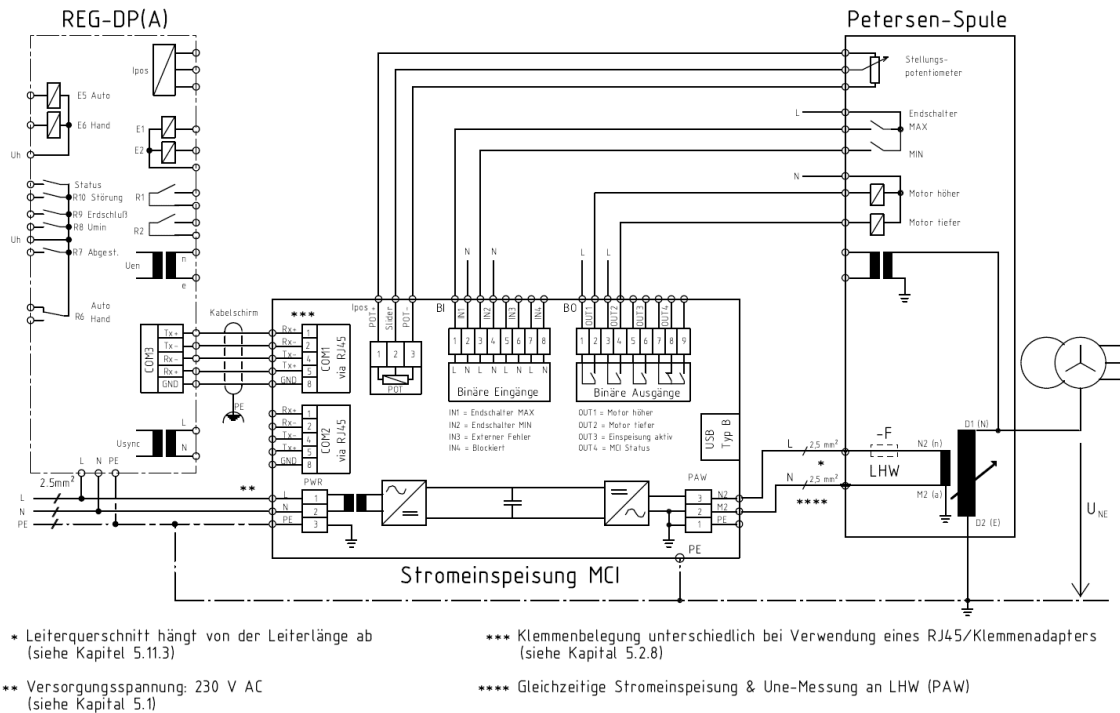 REG-DP(A)
Petersen-Spule
Ipos
E5 Auto
E6 Hand
Uh
E1
E2
Status
R10 Störung
R9 Erdschluß
R8 Umin
Uh
R7 Abgest.
R1
R2
Uen
n
e
Auto
R6
Hand
COM3
Tx+
Tx-
Rx-
Rx+
GND
Kabelschirm
PE
Usync
L
N
L N PE
2.5mm²
L
N
PE
**
***
Rx+ 1
Rx- 2
Tx- 4
Tx+ 5
GND 8
COM1
via RJ45
Rx+ 1
Rx- 2
Tx- 4
Tx+ 5
GND 8
COM2
via RJ45
PWR
L 1
N 2
PE 3
Ipos
POT+
Slider
POT-
1 2 3
POT
N N
BI
IN1
IN2
IN3
IN4
1 2 3 4 5 6 7 8
L N L N L N L N
Binäre Eingänge
IN1 = Endschalter MAX
IN2 = Endschalter MIN
IN3 = Externer Fehler
IN4 = Blockiert
L L
BO
OUT1
OUT2
OUT3
OUT4
1 2 3 4 5 6 7 8 9
Binäre Ausgänge
OUT1 = Motor höher
OUT2 = Motor tiefer
OUT3 = Einspeisung aktiv
OUT4 = MCI Status
USB
Typ B
PAW
3 N2
2 M2
1 PE
PE
Stromeinspeisung MCI
Stellungs-
potentiometer
L
Endschalter
MAX
MIN
N
Motor höher
Motor tiefer
L 2,5 mm²
*
N 2,5 mm²
****
-F
LHW
N2 (n)
M2 (a)
D1 (N)
D2 (E)
UNE
* Leiterquerschnitt hängt von der Leiterlänge ab
(siehe Kapitel 5.11.3)
** Versorgungsspannung: 230 V AC
(siehe Kapitel 5.1)
*** Klemmenbelegung unterschiedlich bei Verwendung eines RJ45/Klemmenadapters
(siehe Kapitel 5.2.8)
**** Gleichzeitige Stromeinspeisung & Une-Messung an LHW (PAW)